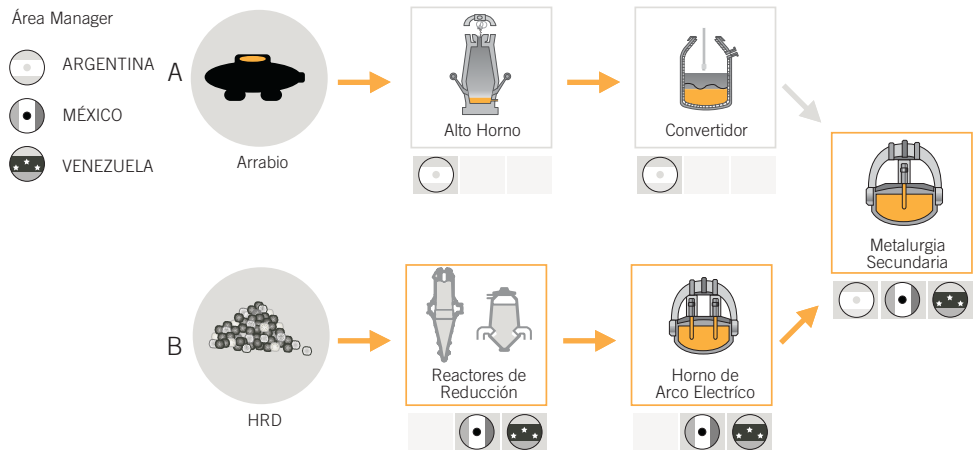 Área Manager
ARGENTINA
MÉXICO
VENEZUELA
A
Arrabio
Alto Horno
Convertidor
Metalurgia
Secundaria
B
HRD
Reactores de
Reducción
Horno de
Arco Electríco